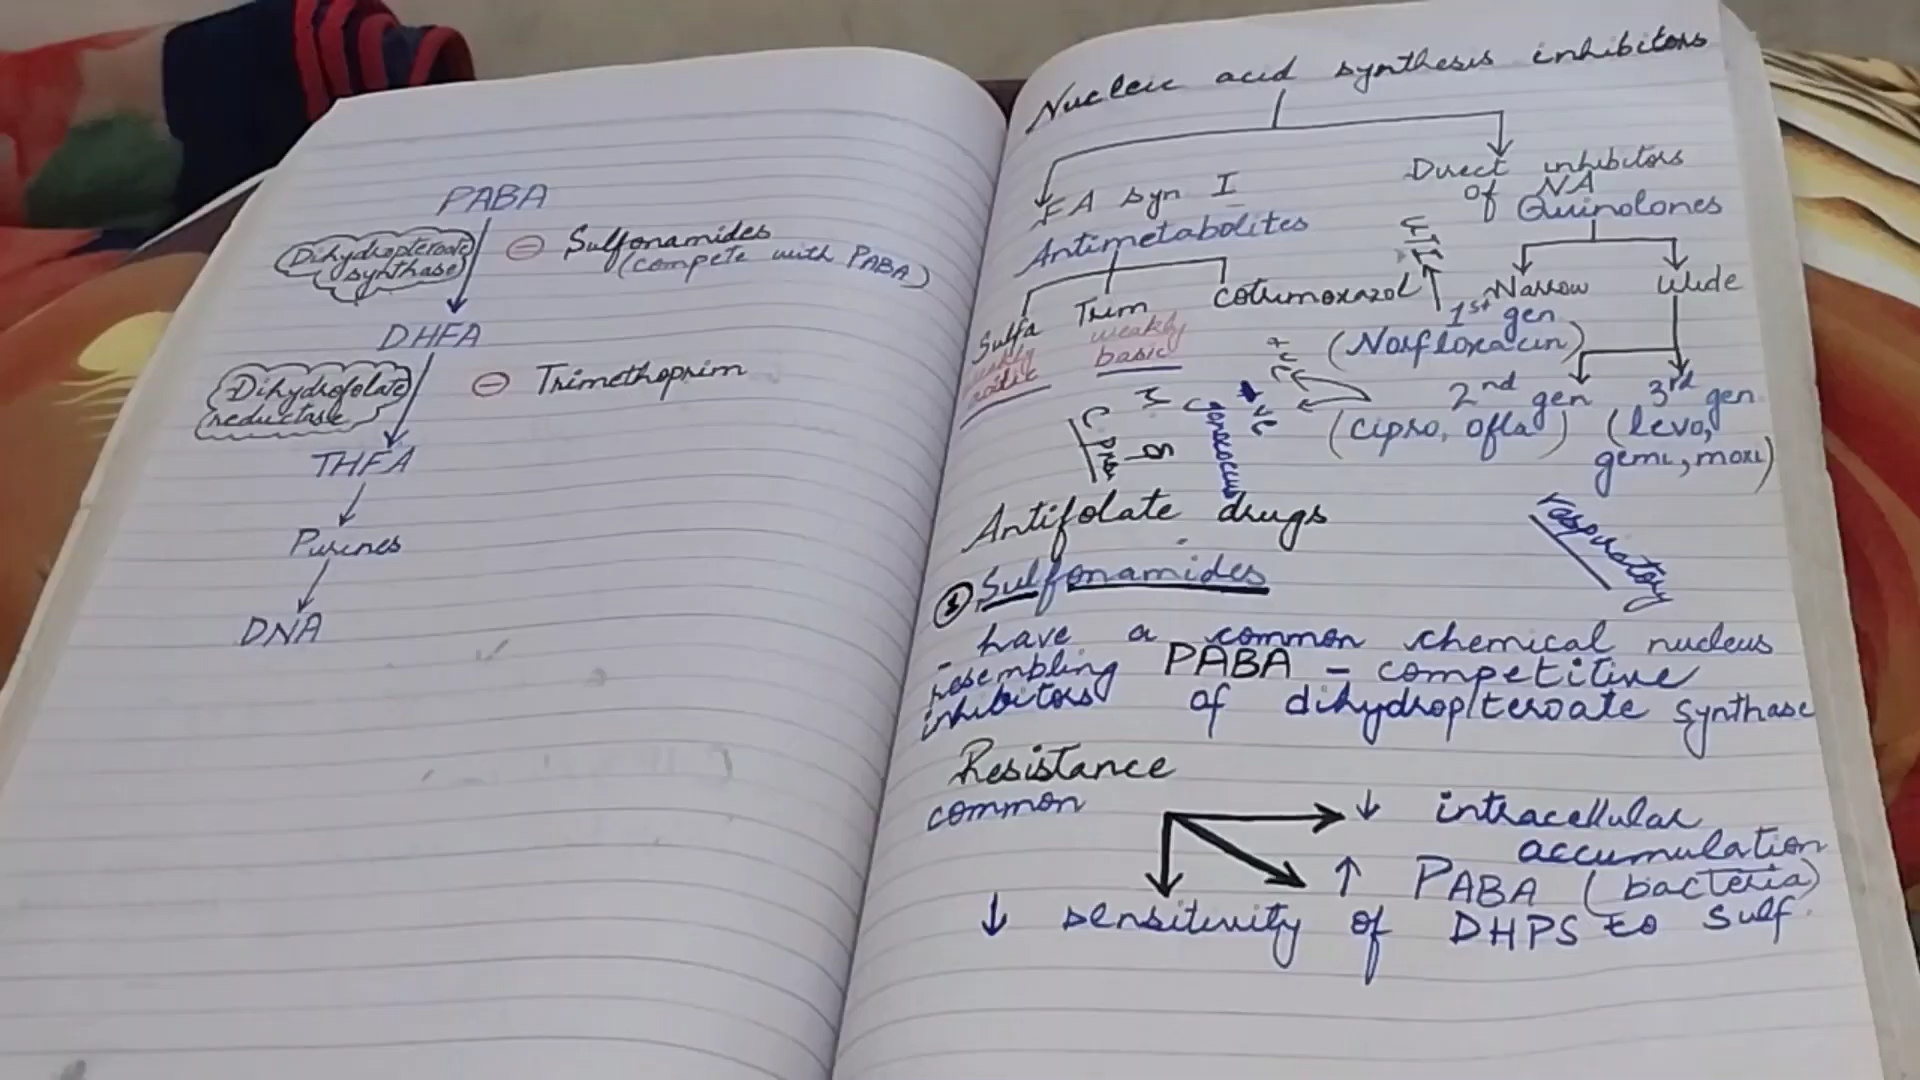 PABA
Dihydropteroate
synthase
⊖ Sulfonamides
(compete with PABA)
DHFA
Dihydrofolate
reductase
⊖ Trimethoprim
THFA
Purines
DNA
Nucleic acid synthesis inhibitors
FA syn I
Antimetabolites
Direct inhibitors
of NA
Quinolones
Sulfa
acidic
Trim
weakly
basic
Cotrimoxazol
Narrow
1st gen
(Norfloxacin)
Wide
2nd gen
(cipro, ofla)
3rd gen
(levo,
gemi, moxi)
respiratory
Antifolate drugs
① Sulfonamides
- have a common chemical nucleus
resembling PABA - competitive
inhibitors of dihydropteroate synthase
Resistance
common
↓ intracellular
accumulation
↑ PABA (bacteria)
↓ sensitivity of DHPS to sulf.